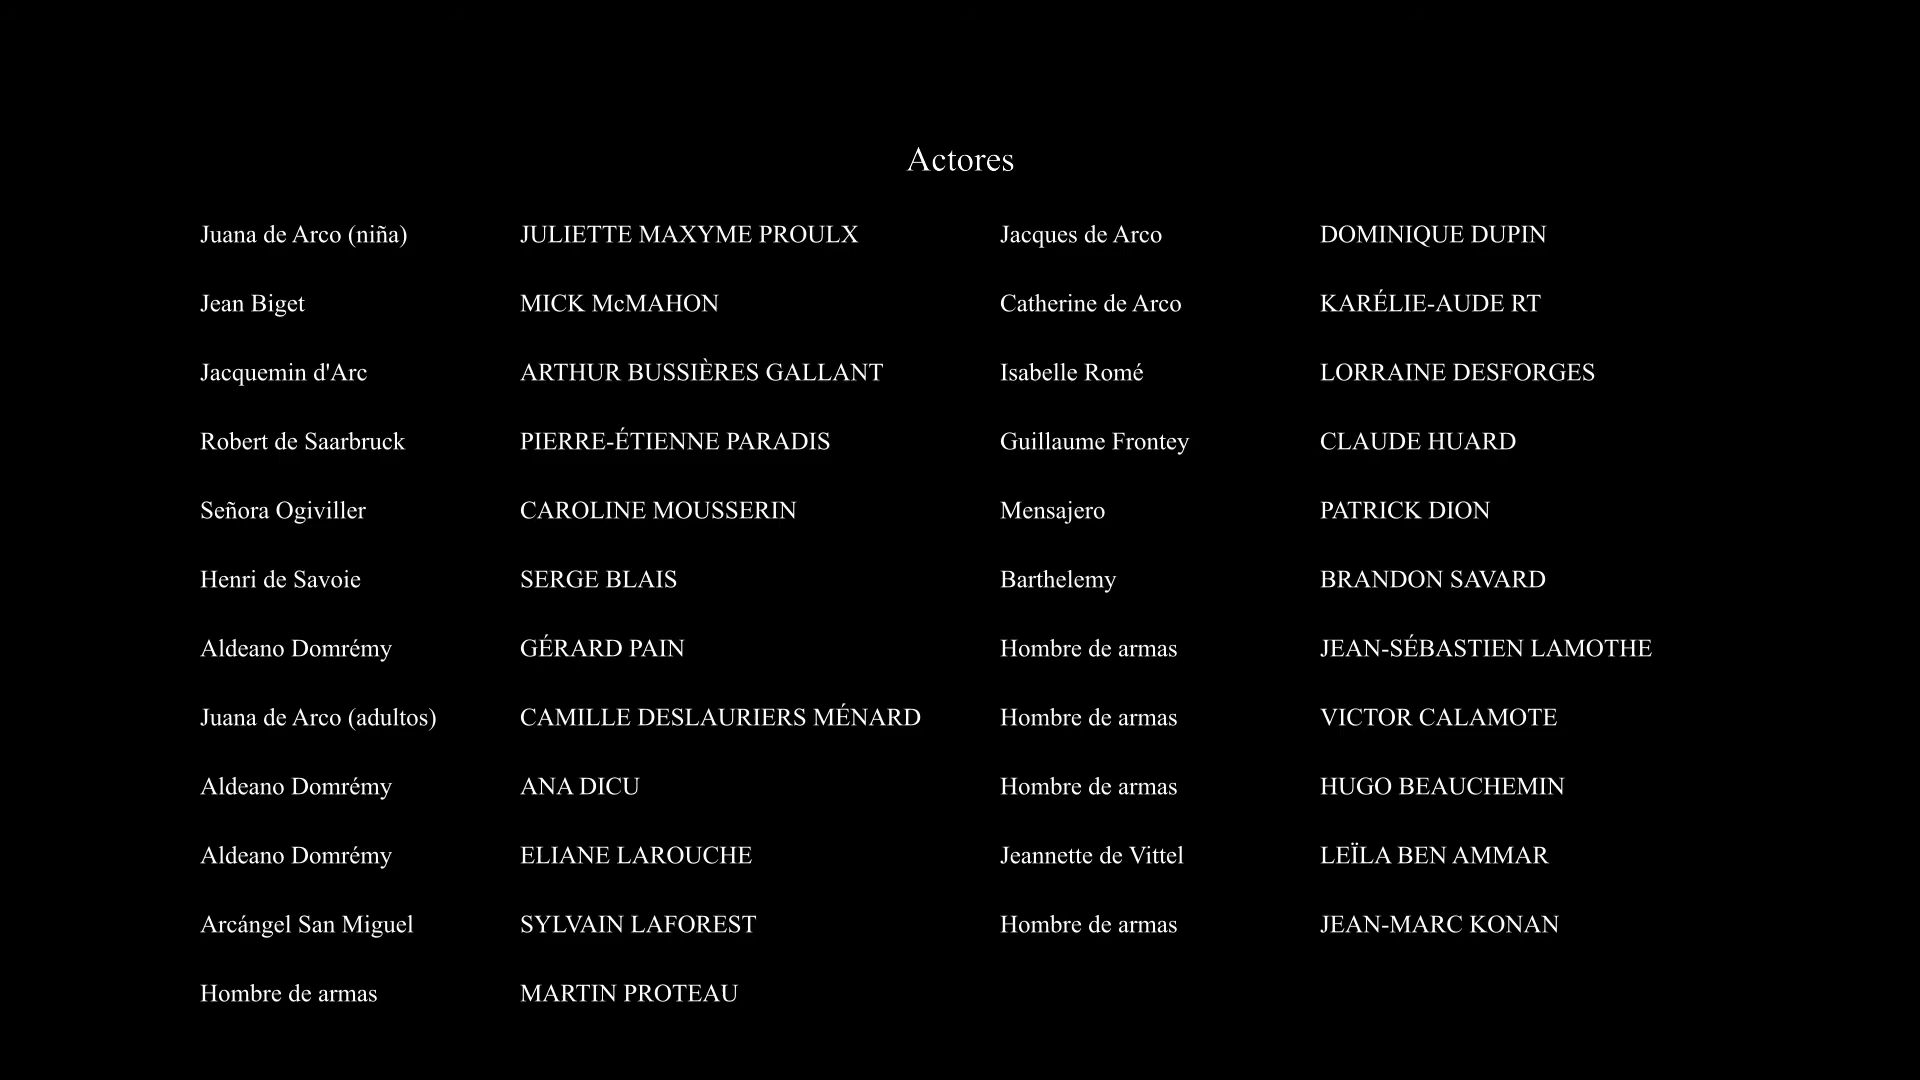 Actores
Juana de Arco (niña) JULIETTE MAXYME PROULX Jacques de Arco DOMINIQUE DUPIN
Jean Biget MICK McMAHON Catherine de Arco KARÉLIE-AUDE RT
Jacquemin d'Arc ARTHUR BUSSIÈRES GALLANT Isabelle Romé LORRAINE DESFORGES
Robert de Saarbruck PIERRE-ÉTIENNE PARADIS Guillaume Frontey CLAUDE HUARD
Señora Ogiviller CAROLINE MOUSSERIN Mensajero PATRICK DION
Henri de Savoie SERGE BLAIS Barthelemy BRANDON SAVARD
Aldeano Domrémy GÉRARD PAIN Hombre de armas JEAN-SÉBASTIEN LAMOTHE
Juana de Arco (adultos) CAMILLE DESLAURIERS MÉNARD Hombre de armas VICTOR CALAMOTE
Aldeano Domrémy ANA DICU Hombre de armas HUGO BEAUCHEMIN
Aldeano Domrémy ELIANE LAROUCHE Jeannette de Vittel LEÏLA BEN AMMAR
Arcángel San Miguel SYLVAIN LAFOREST Hombre de armas JEAN-MARC KONAN
Hombre de armas MARTIN PROTEAU